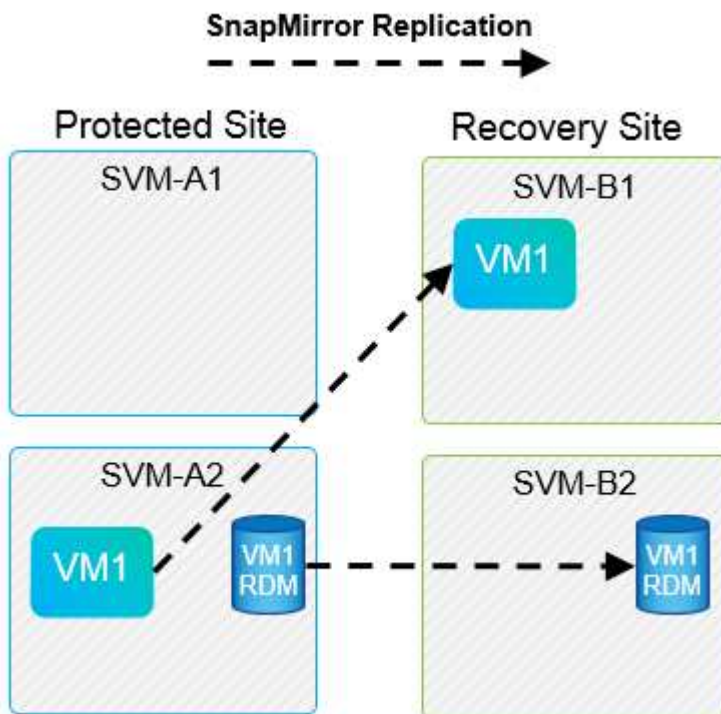 SnapMirror Replication
Protected Site
Recovery Site
SVM-A1
SVM-B1
VM1
SVM-A2
SVM-B2
VM1
VM1
RDM
VM1
RDM